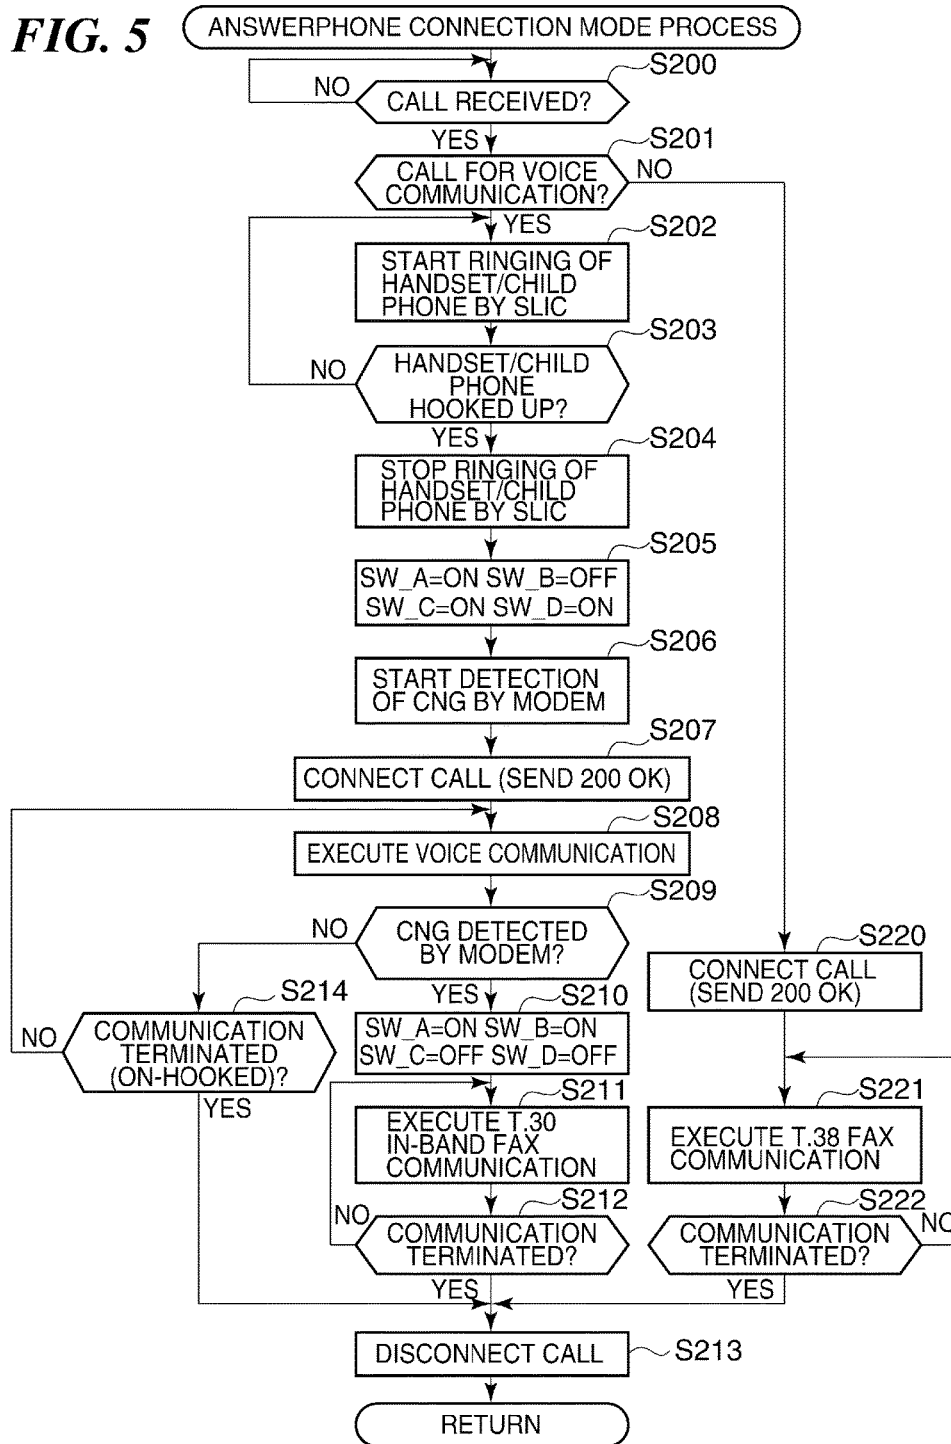 FIG. 5
ANSWERPHONE CONNECTION MODE PROCESS
S200
NO
CALL RECEIVED?
YES
S201
CALL FOR VOICE
COMMUNICATION?
NO
YES
S202
START RINGING OF
HANDSET/CHILD
PHONE BY SLIC
S203
NO
HANDSET/CHILD
PHONE
HOOKED UP?
YES
S204
STOP RINGING OF
HANDSET/CHILD
PHONE BY SLIC
S205
SW_A=ON SW_B=OFF
SW_C=ON SW_D=ON
S206
START DETECTION
OF CNG BY MODEM
S207
CONNECT CALL (SEND 200 OK)
S208
EXECUTE VOICE COMMUNICATION
S209
NO
CNG DETECTED
BY MODEM?
YES
S214
NO
COMMUNICATION
TERMINATED
(ON-HOOKED)?
YES
S210
SW_A=ON SW_B=ON
SW_C=OFF SW_D=OFF
S211
EXECUTE T.30
IN-BAND FAX
COMMUNICATION
S212
NO
COMMUNICATION
TERMINATED?
YES
S220
CONNECT CALL
(SEND 200 OK)
S221
EXECUTE T.38 FAX
COMMUNICATION
S222
NO
COMMUNICATION
TERMINATED?
YES
DISCONNECT CALL
S213
RETURN